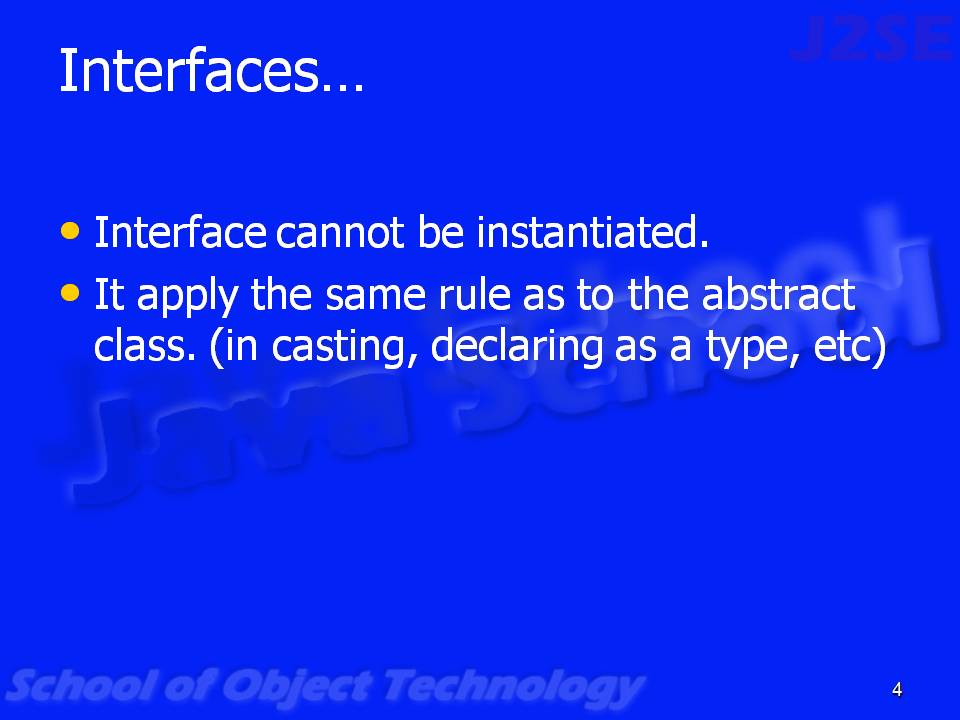 J2SE
Interfaces…
• Interface cannot be instantiated.
• It apply the same rule as to the abstract
class. (in casting, declaring as a type, etc)
Java School
School of Object Technology
4